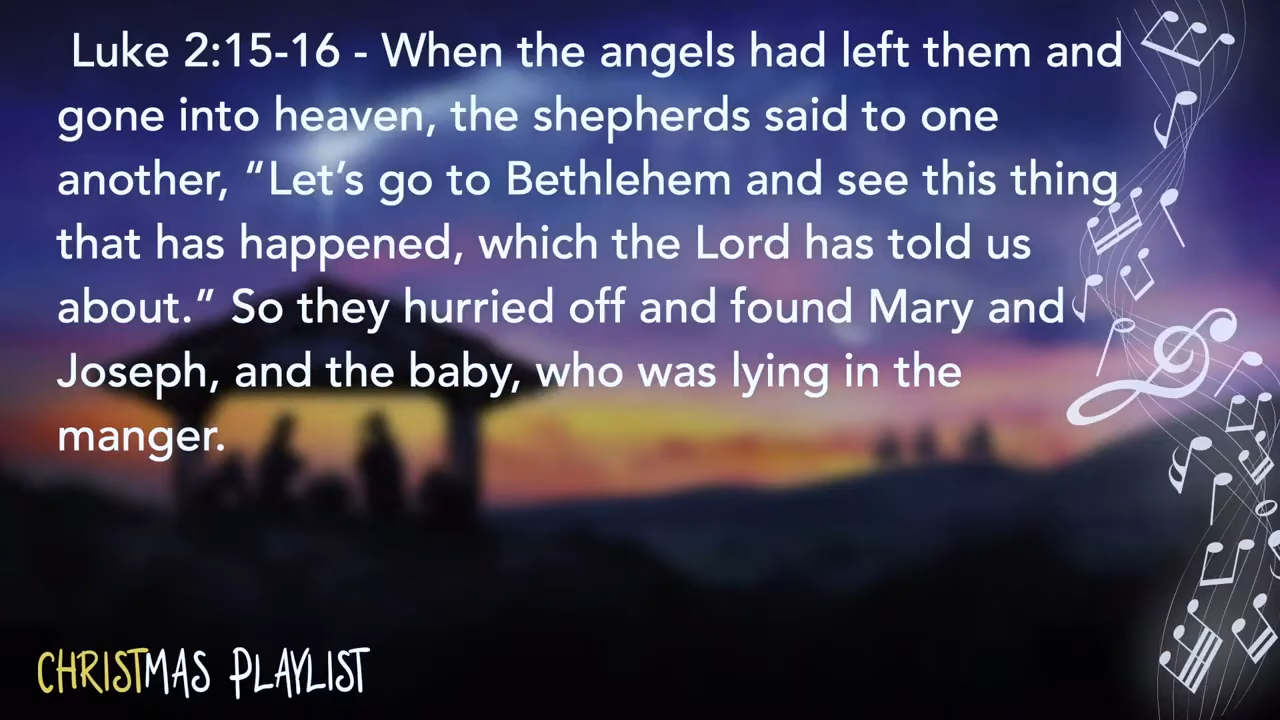 Luke 2:15-16 - When the angels had left them and
gone into heaven, the shepherds said to one
another, “Let’s go to Bethlehem and see this thing
that has happened, which the Lord has told us
about.” So they hurried off and found Mary and
Joseph, and the baby, who was lying in the
manger.
CHRISTMAS PLAYLIST